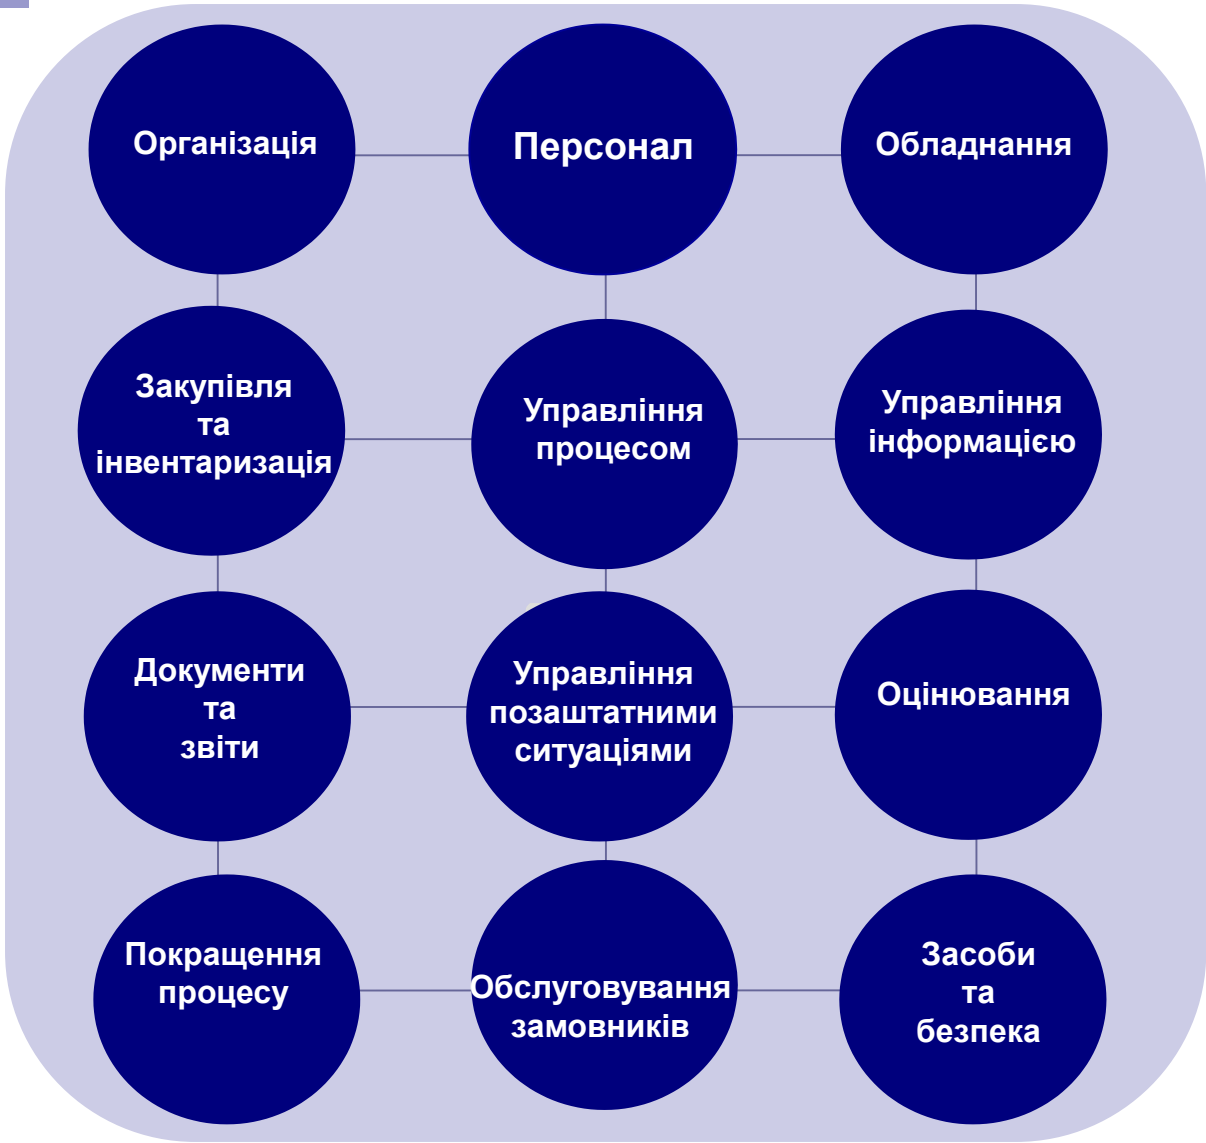 Організація
Персонал
Обладнання
Закупівля
та
інвентаризація
Управління
процесом
Управління
інформацією
Документи
та
звіти
Управління
позаштатними
ситуаціями
Оцінювання
Покращення
процесу
Обслуговування
замовників
Засоби
та
безпека